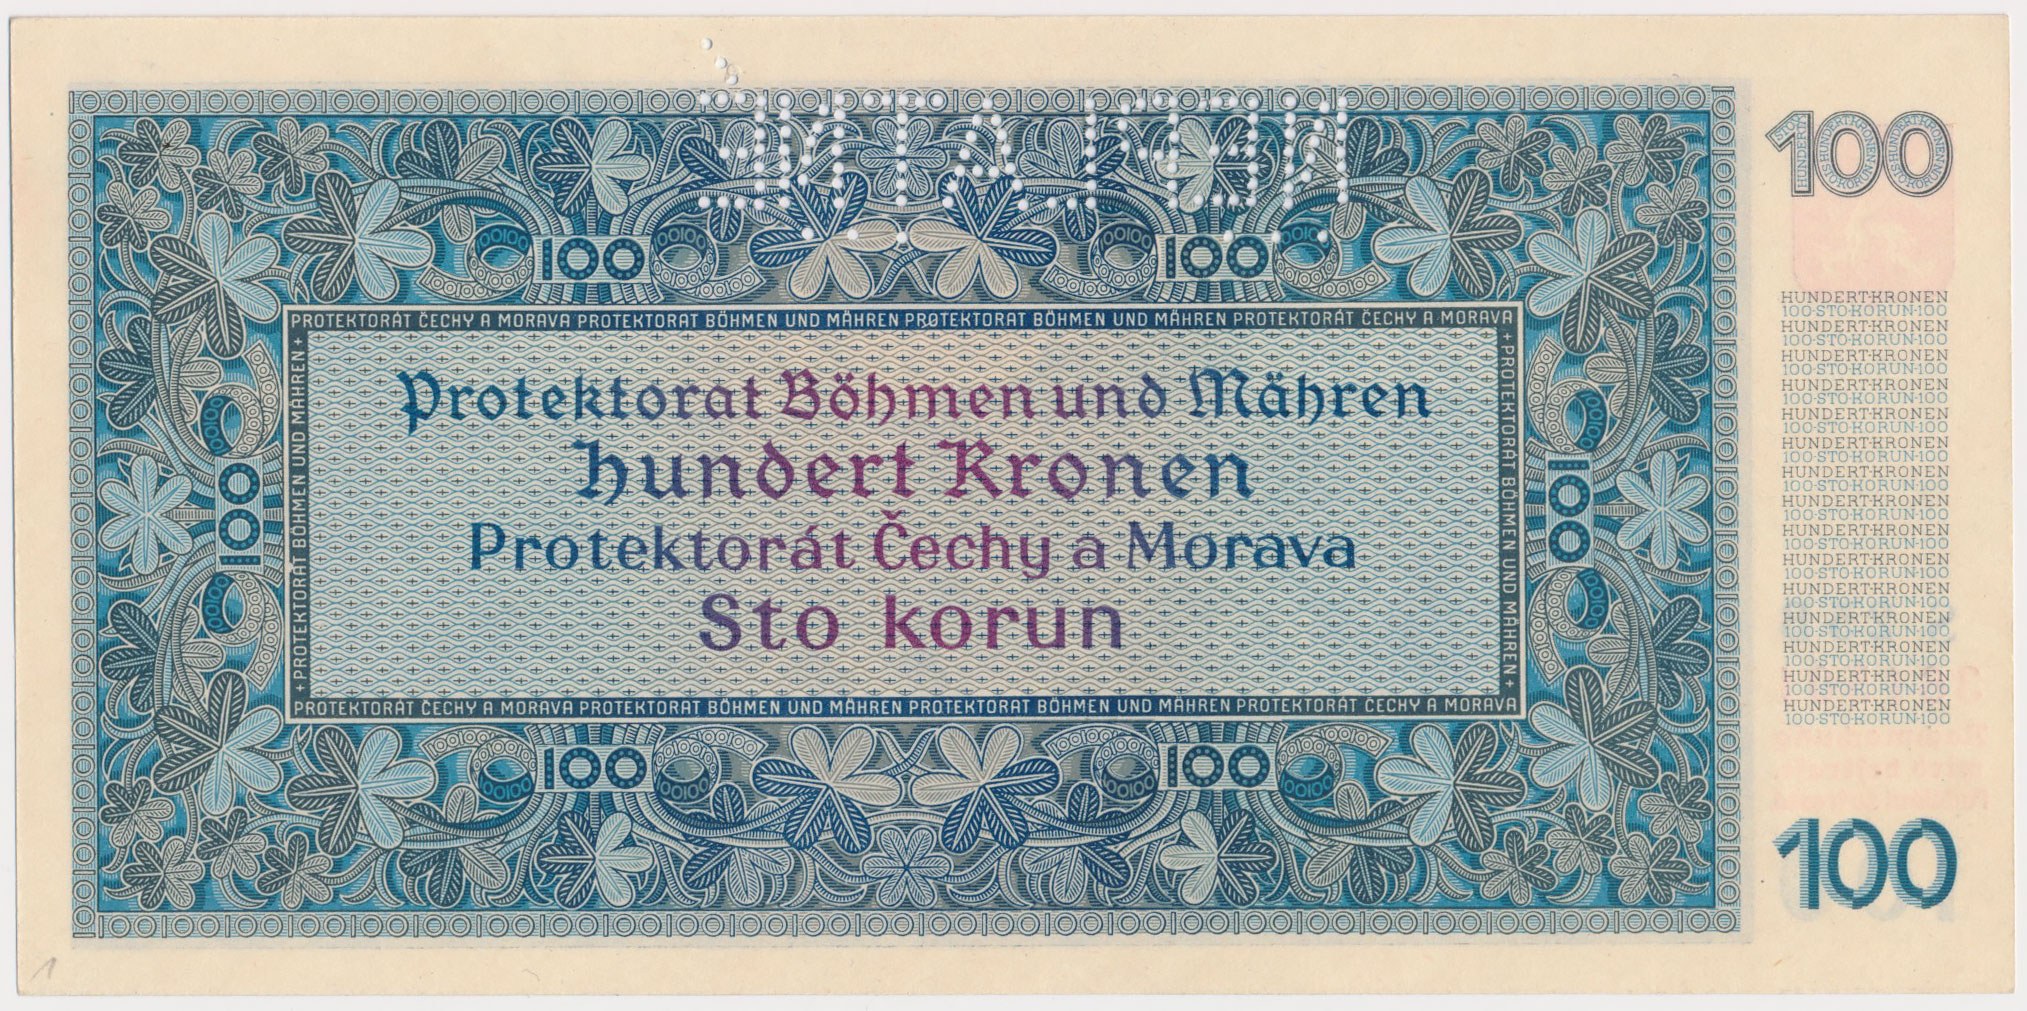 100
PROTEKTORÁT ČECHY A MORAVA PROTEKTORAT BÖHMEN UND MÄHREN PROTEKTORAT BÖHMEN UND MÄHREN PROTEKTORÁT ČECHY A MORAVA
Protektorat Böhmen und Mähren
Hundert Kronen
Protektorát Čechy a Morava
Sto korun
PROTEKTORÁT ČECHY A MORAVA PROTEKTORAT BÖHMEN UND MÄHREN PROTEKTORAT BÖHMEN UND MÄHREN PROTEKTORÁT ČECHY A MORAVA
+ PROTEKTORÁT BÖHMEN UND MÄHREN +
+ PROTEKTORÁT BÖHMEN UND MÄHREN +
100
100
100
100
100
100
HUNDERT·KRONEN
100·STO·KORUN·100
HUNDERT·KRONEN
100·STO·KORUN·100
HUNDERT·KRONEN
100·STO·KORUN·100
HUNDERT·KRONEN
100·STO·KORUN·100
HUNDERT·KRONEN
100·STO·KORUN·100
HUNDERT·KRONEN
100·STO·KORUN·100
HUNDERT·KRONEN
100·STO·KORUN·100
HUNDERT·KRONEN
100·STO·KORUN·100
HUNDERT·KRONEN
100·STO·KORUN·100
HUNDERT·KRONEN
100·STO·KORUN·100
HUNDERT·KRONEN
100·STO·KORUN·100
HUNDERT·KRONEN
100·STO·KORUN·100
HUNDERT·KRONEN
100·STO·KORUN·100
HUNDERT·KRONEN
100·STO·KORUN·100
HUNDERT·KRONEN
100·STO·KORUN·100
100
1